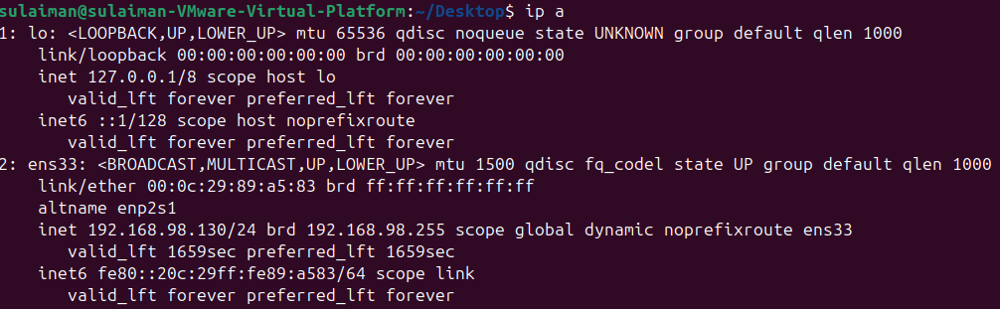 sulaiman@sulaiman-VMware-Virtual-Platform:~/Desktop$ ip a
1: lo: <LOOPBACK,UP,LOWER_UP> mtu 65536 qdisc noqueue state UNKNOWN group default qlen 1000
    link/loopback 00:00:00:00:00:00 brd 00:00:00:00:00:00
    inet 127.0.0.1/8 scope host lo
       valid_lft forever preferred_lft forever
    inet6 ::1/128 scope host noprefixroute
       valid_lft forever preferred_lft forever
2: ens33: <BROADCAST,MULTICAST,UP,LOWER_UP> mtu 1500 qdisc fq_codel state UP group default qlen 1000
    link/ether 00:0c:29:89:a5:83 brd ff:ff:ff:ff:ff:ff
    altname enp2s1
    inet 192.168.98.130/24 brd 192.168.98.255 scope global dynamic noprefixroute ens33
       valid_lft 1659sec preferred_lft 1659sec
    inet6 fe80::20c:29ff:fe89:a583/64 scope link
       valid_lft forever preferred_lft forever